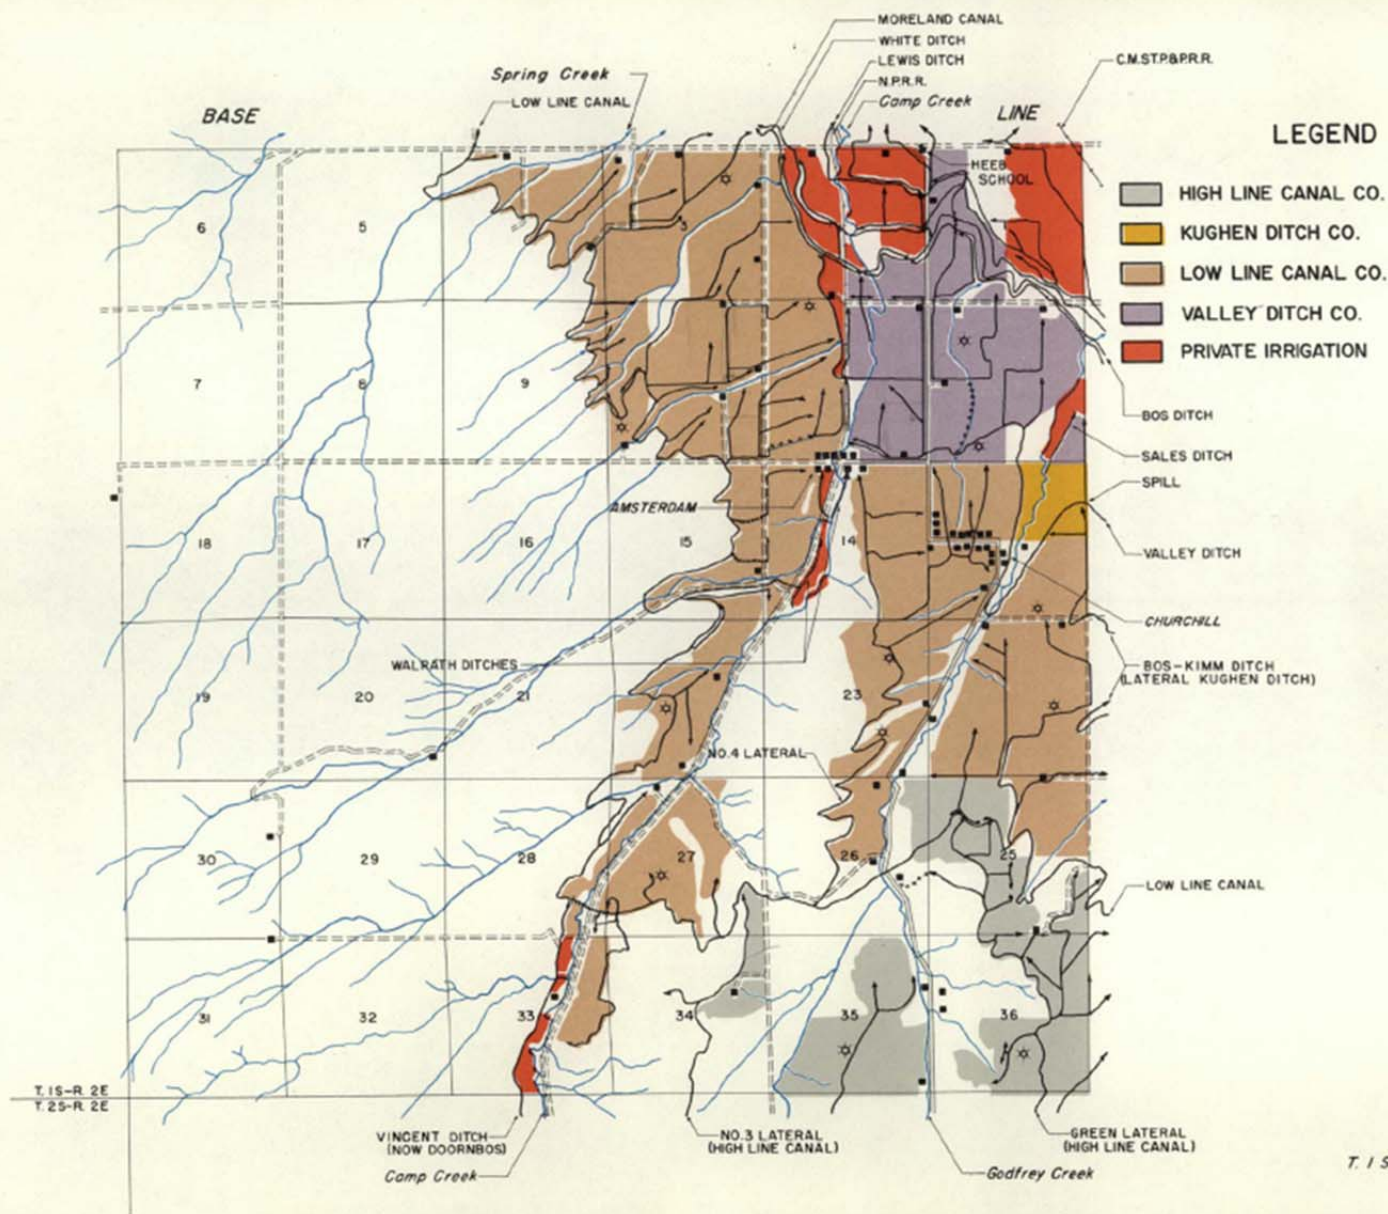 MORELAND CANAL
WHITE DITCH
LEWIS DITCH
N.P.R.R.
Camp Creek
C.M.ST.P.&P.R.R.
Spring Creek
LOW LINE CANAL
BASE
LINE
LEGEND
HIGH LINE CANAL CO.
KUGHEN DITCH CO.
LOW LINE CANAL CO.
VALLEY DITCH CO.
PRIVATE IRRIGATION
HEEB
SCHOOL
6
5
3
7
8
9
BOS DITCH
SALES DITCH
SPILL
AMSTERDAM
18
17
16
15
14
VALLEY DITCH
CHURCHILL
WALRATH DITCHES
BOS-KIMM DITCH
(LATERAL KUGHEN DITCH)
19
20
21
23
NO.4 LATERAL
30
29
28
27
26
25
LOW LINE CANAL
31
32
33
34
35
36
T. 1S-R. 2E
T. 2S-R. 2E
VINCENT DITCH
(NOW DOORNBOS)
Camp Creek
NO.3 LATERAL
(HIGH LINE CANAL)
GREEN LATERAL
(HIGH LINE CANAL)
Godfrey Creek
T. 1 S